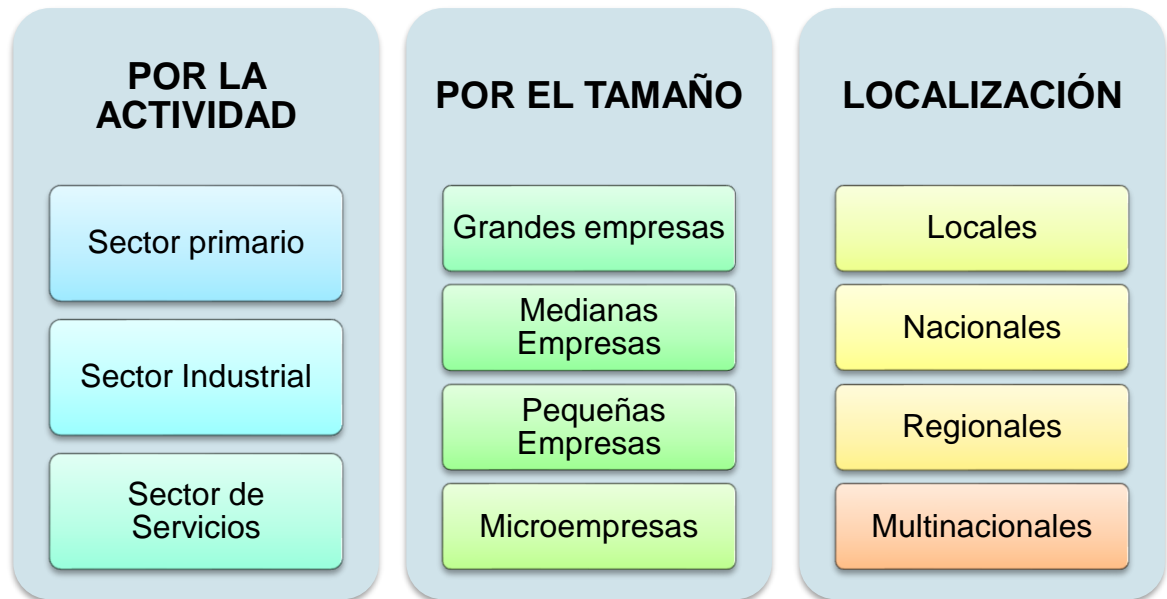 POR LA
ACTIVIDAD
Sector primario
Sector Industrial
Sector de
Servicios
POR EL TAMAÑO
Grandes empresas
Medianas
Empresas
Pequeñas
Empresas
Microempresas
LOCALIZACIÓN
Locales
Nacionales
Regionales
Multinacionales